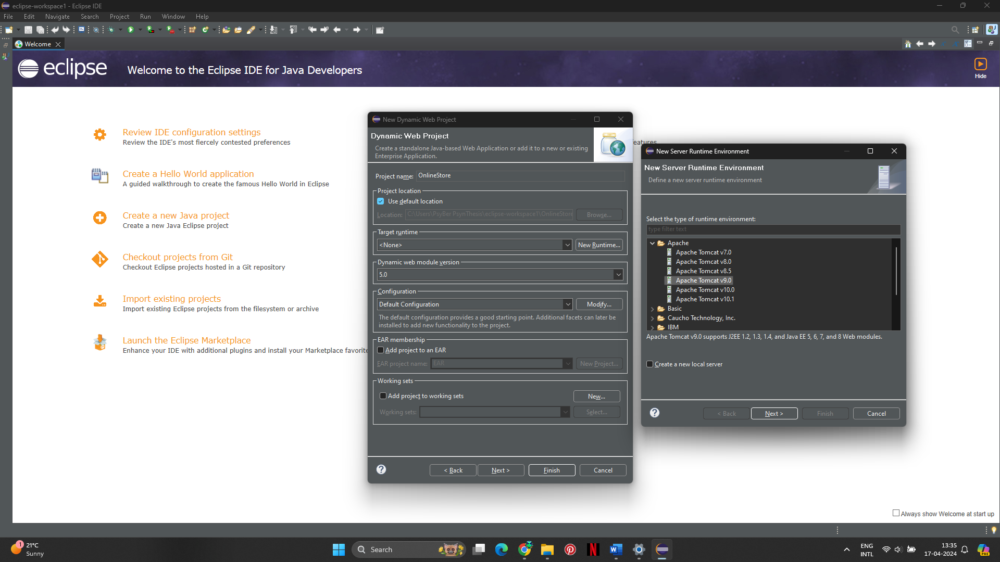 eclipse-workspace1 - Eclipse IDE
File Edit Navigate Search Project Run Window Help
Welcome
eclipse Welcome to the Eclipse IDE for Java Developers
Hide
Review IDE configuration settings
Review the IDE's most fiercely contested preferences
Create a Hello World application
A guided walkthrough to create the famous Hello World in Eclipse
Create a new Java project
Create a new Java Eclipse project
Checkout projects from Git
Checkout Eclipse projects hosted in a Git repository
Import existing projects
Import existing Eclipse projects from the filesystem or archive
Launch the Eclipse Marketplace
Enhance your IDE with additional plugins and install your Marketplace favorite
eatures
New Dynamic Web Project
Dynamic Web Project
Create a standalone Java-based Web Application or add it to a new or existing
Enterprise Application.
Project name: OnlineStore
Project location
Use default location
Location: C:\Users\PsyBer PsynThesis\eclipse-workspace1\OnlineStore Browse...
Target runtime
<None> New Runtime...
Dynamic web module version
5.0
Configuration
Default Configuration Modify...
The default configuration provides a good starting point. Additional facets can later be
installed to add new functionality to the project.
EAR membership
Add project to an EAR
EAR project name: EAR New Project...
Working sets
Add project to working sets New...
Working sets: Select...
< Back Next > Finish Cancel
New Server Runtime Environment
New Server Runtime Environment
Define a new server runtime environment
Select the type of runtime environment:
type filter text
Apache
Apache Tomcat v7.0
Apache Tomcat v8.0
Apache Tomcat v8.5
Apache Tomcat v9.0
Apache Tomcat v10.0
Apache Tomcat v10.1
Basic
Caucho Technology, Inc.
IBM
Apache Tomcat v9.0 supports J2EE 1.2, 1.3, 1.4, and Java EE 5, 6, 7, and 8 Web modules.
Create a new local server
< Back Next > Finish Cancel
Always show Welcome at start up
1
21°C
Sunny
Search
N
W
ENG
INTL
13:35
17-04-2024
PRE